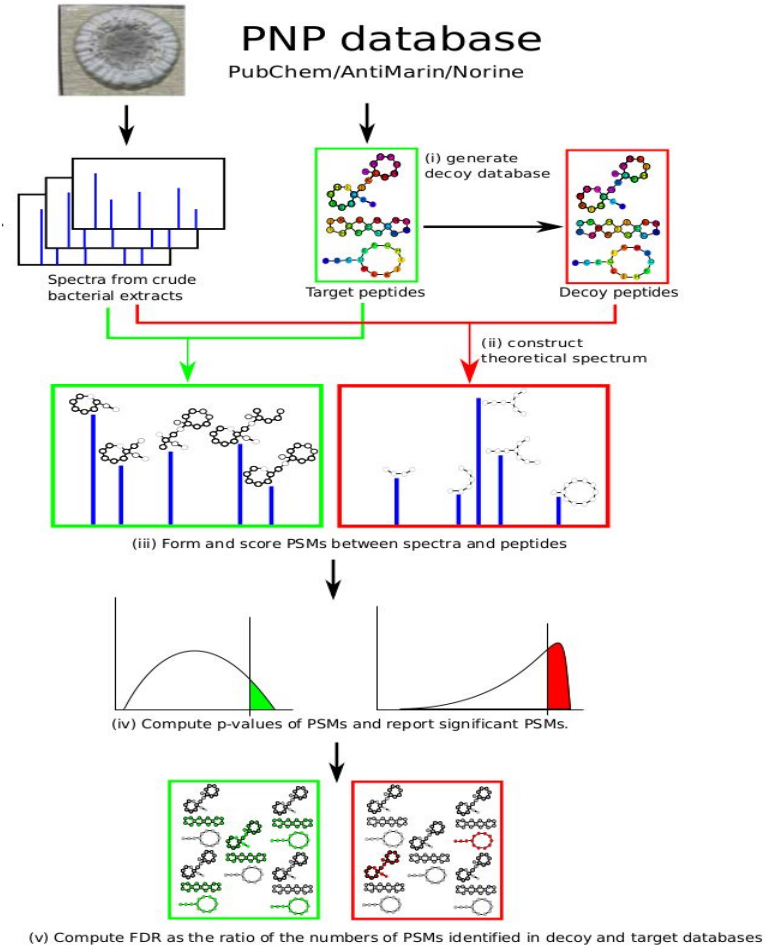 PNP database
PubChem/AntiMarin/Norine
(i) generate
decoy database
Spectra from crude
bacterial extracts
Target peptides
Decoy peptides
(ii) construct
theoretical spectrum
(iii) Form and score PSMs between spectra and peptides
(iv) Compute p-values of PSMs and report significant PSMs.
(v) Compute FDR as the ratio of the numbers of PSMs identified in decoy and target databases